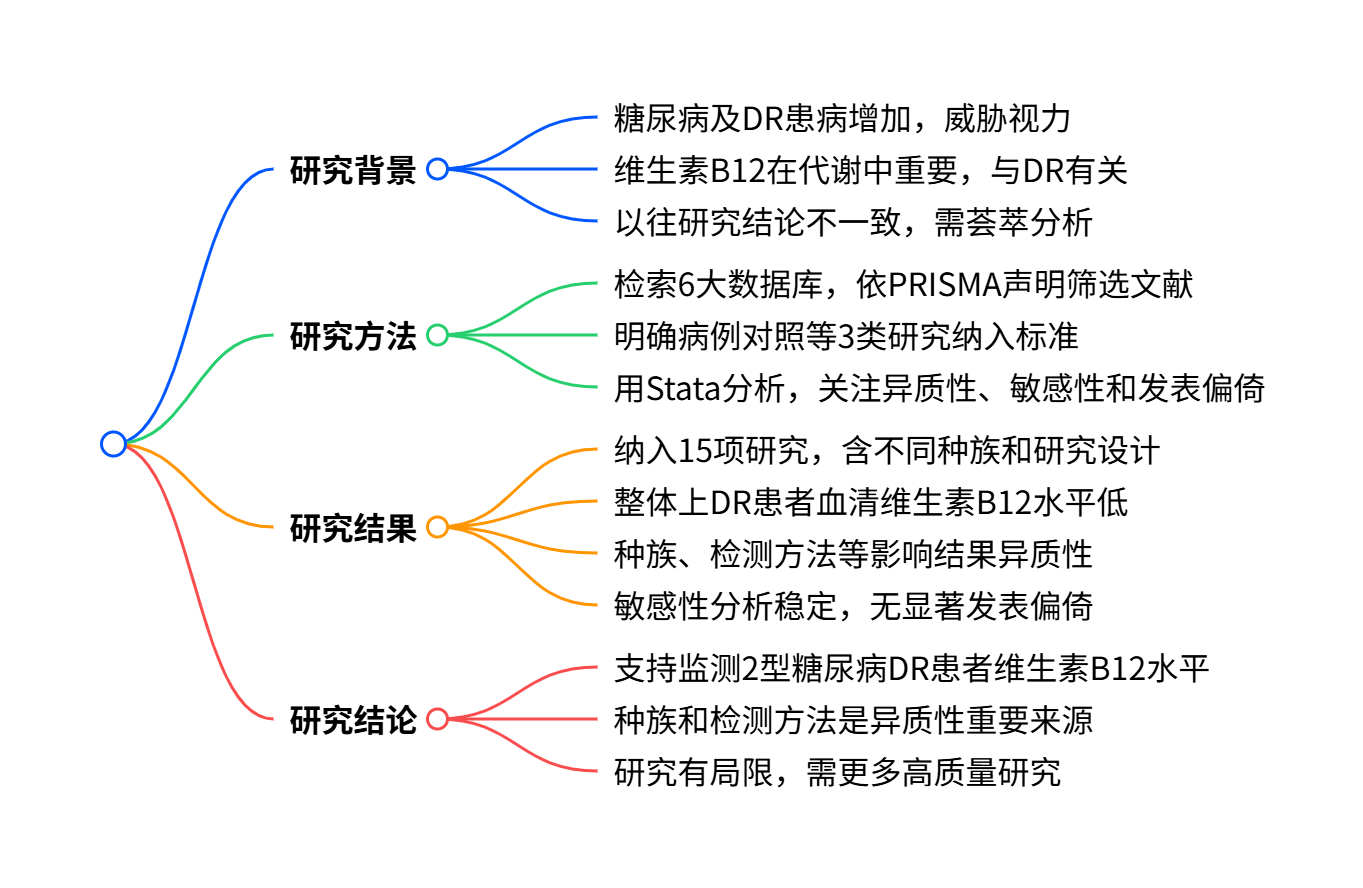 研究背景
糖尿病及DR患病增加，威胁视力
维生素B12在代谢中重要，与DR有关
以往研究结论不一致，需荟萃分析
研究方法
检索6大数据库，依PRISMA声明筛选文献
明确病例对照等3类研究纳入标准
用Stata分析，关注异质性、敏感性和发表偏倚
研究结果
纳入15项研究，含不同种族和研究设计
整体上DR患者血清维生素B12水平低
种族、检测方法等影响结果异质性
敏感性分析稳定，无显著发表偏倚
研究结论
支持监测2型糖尿病DR患者维生素B12水平
种族和检测方法是异质性重要来源
研究有局限，需更多高质量研究